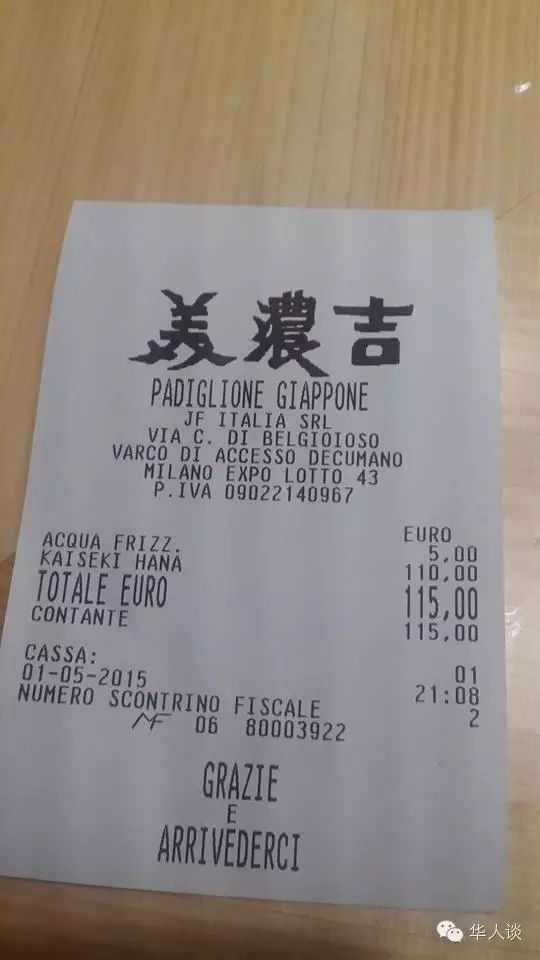 美濃吉
PADIGLIONE GIAPPONE
JF ITALIA SRL
VIA C. DI BELGIOIOSO
VARCO DI ACCESSO DECUMANO
MILANO EXPO LOTTO 43
P.IVA 09022140967
EURO
ACQUA FRIZZ. 5,00
KAISEKI HANA 110,00
TOTALE EURO 115,00
CONTANTE 115,00
CASSA: 01
01-05-2015 21:08
NUMERO SCONTRINO FISCALE 2
MF 06 80003922
GRAZIE
E
ARRIVEDERCI
华人谈